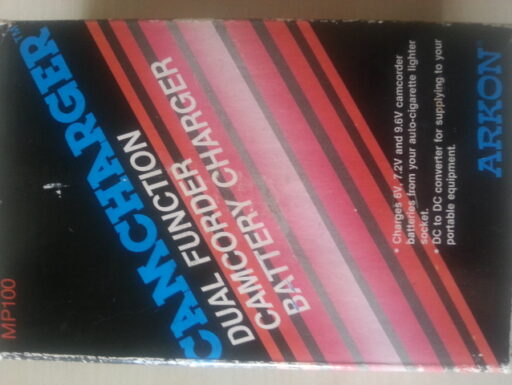 MP100
CAMCHARGER™
DUAL FUNCTION
CAMCORDER
BATTERY CHARGER
* Charges 6V, 7.2V and 9.6V camcorder
batteries from your auto-cigarette lighter
socket.
* DC to DC converter for supplying to your
portable equipment.
ARKON™